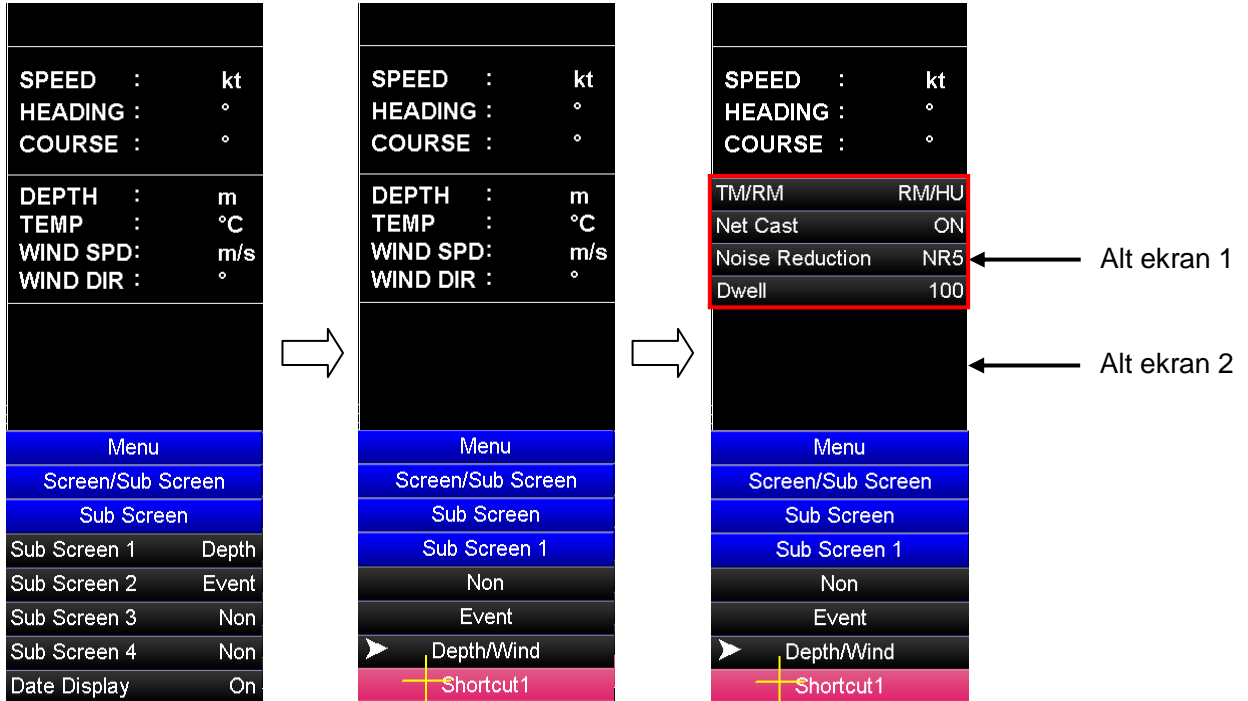 SPEED : kt
HEADING : °
COURSE : °
DEPTH : m
TEMP : °C
WIND SPD: m/s
WIND DIR : °
Menu
Screen/Sub Screen
Sub Screen
Sub Screen 1 Depth
Sub Screen 2 Event
Sub Screen 3 Non
Sub Screen 4 Non
Date Display On
SPEED : kt
HEADING : °
COURSE : °
DEPTH : m
TEMP : °C
WIND SPD: m/s
WIND DIR : °
Menu
Screen/Sub Screen
Sub Screen
Sub Screen 1
Non
Event
Depth/Wind
Shortcut1
SPEED : kt
HEADING : °
COURSE : °
TM/RM RM/HU
Net Cast ON
Noise Reduction NR5
Dwell 100
Menu
Screen/Sub Screen
Sub Screen
Sub Screen 1
Non
Event
Depth/Wind
Shortcut1
Alt ekran 1
Alt ekran 2